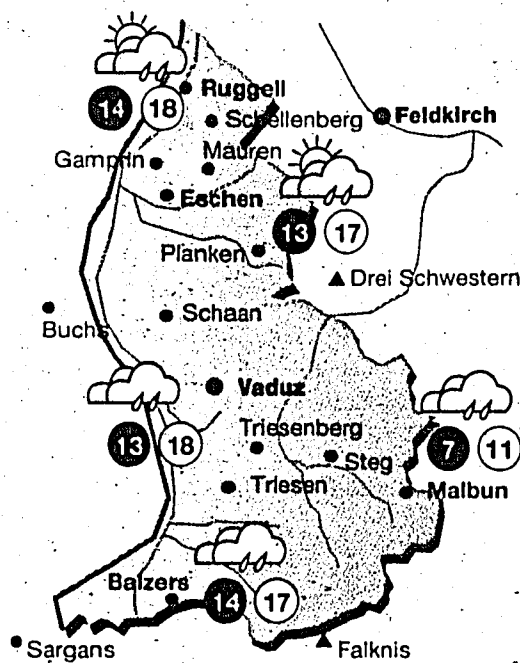 Ruggell
14 18
Schellenberg
Feldkirch
Gamprin
Mauren
Eschen
13 17
Planken
Drei Schwestern
Buchs
Schaan
Vaduz
13 18
Triesenberg
Steg
7 11
Triesen
Malbun
Balzers
14 17
Sargans
Falknis